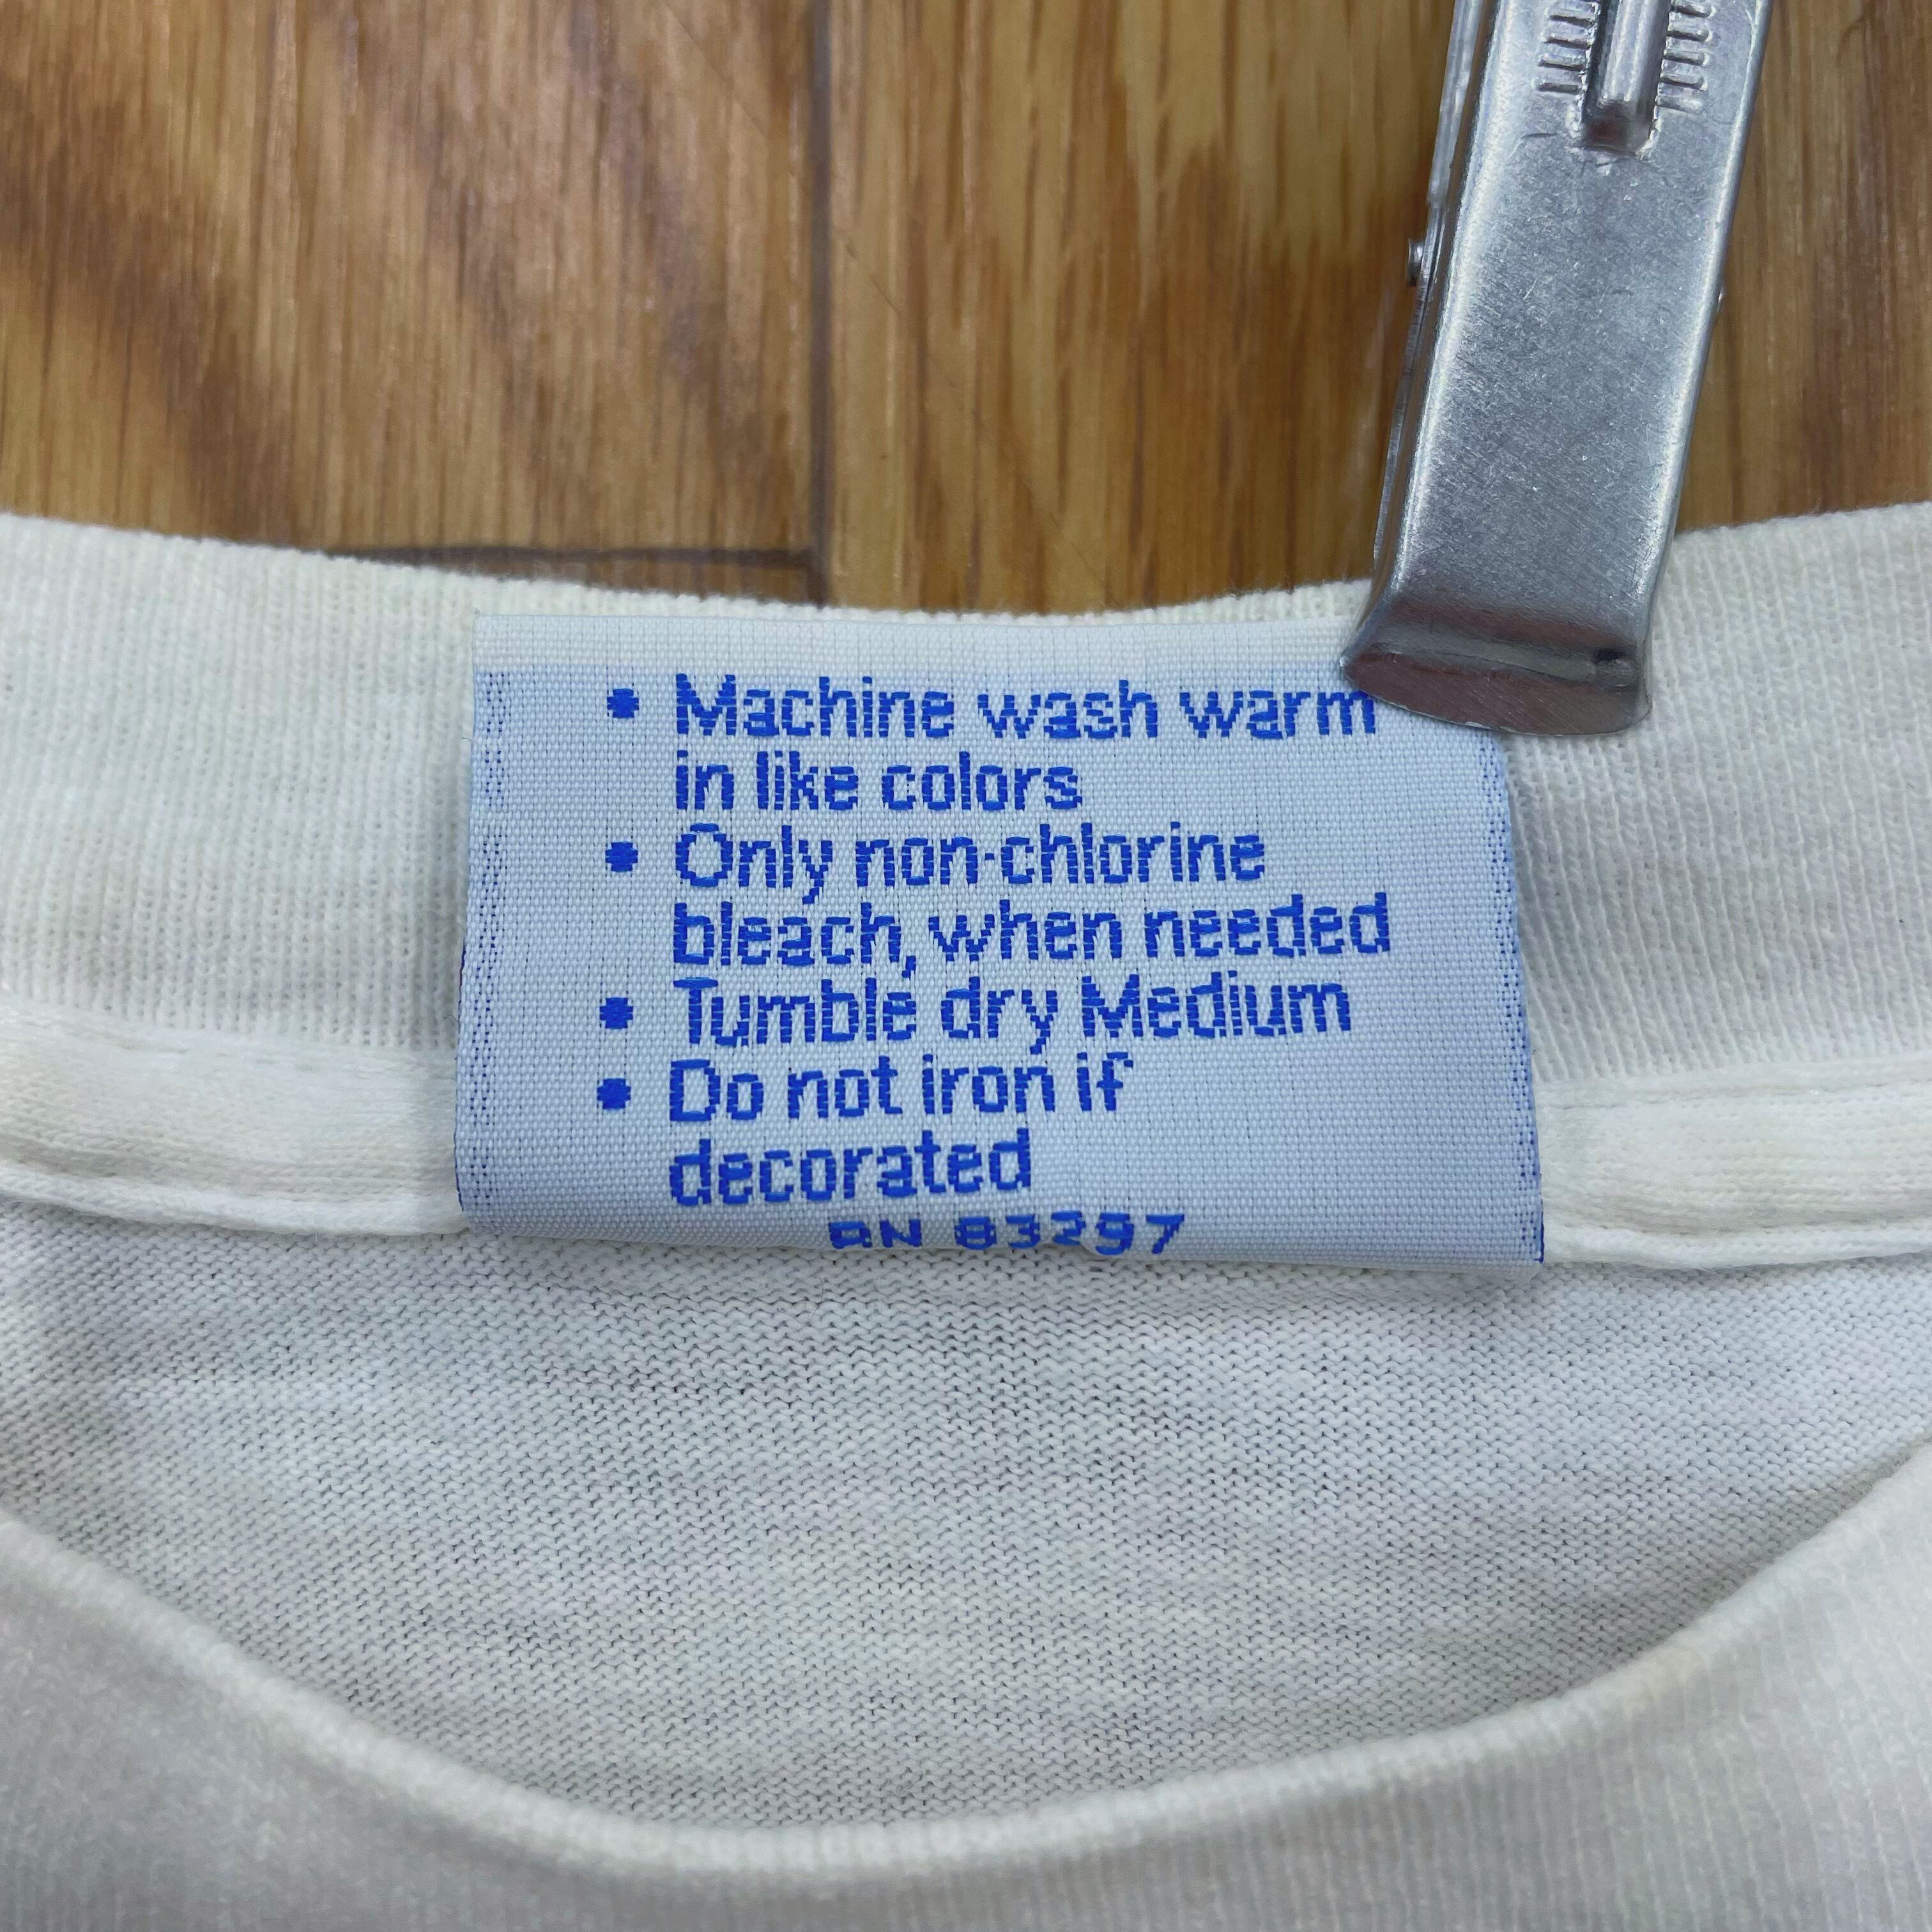 • Machine wash warm
in like colors
• Only non-chlorine
bleach, when needed
• Tumble dry Medium
• Do not iron if
decorated
RN 83297